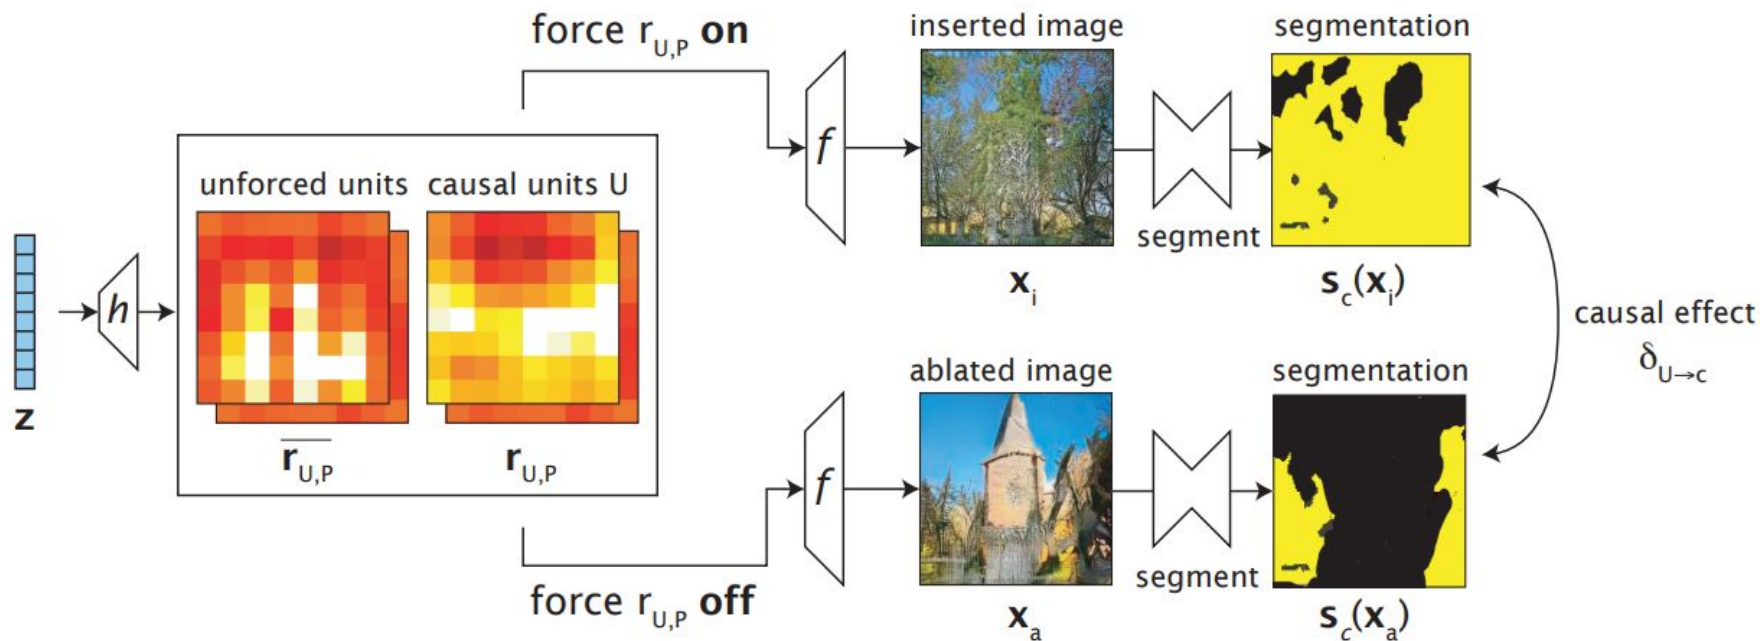 force r_U,P on
inserted image
segmentation
f
unforced units
causal units U
segment
x_i
s_c(x_i)
h
z
r̅_U,P
r_U,P
causal effect
δ_U→c
ablated image
segmentation
f
segment
force r_U,P off
x_a
s_c(x_a)